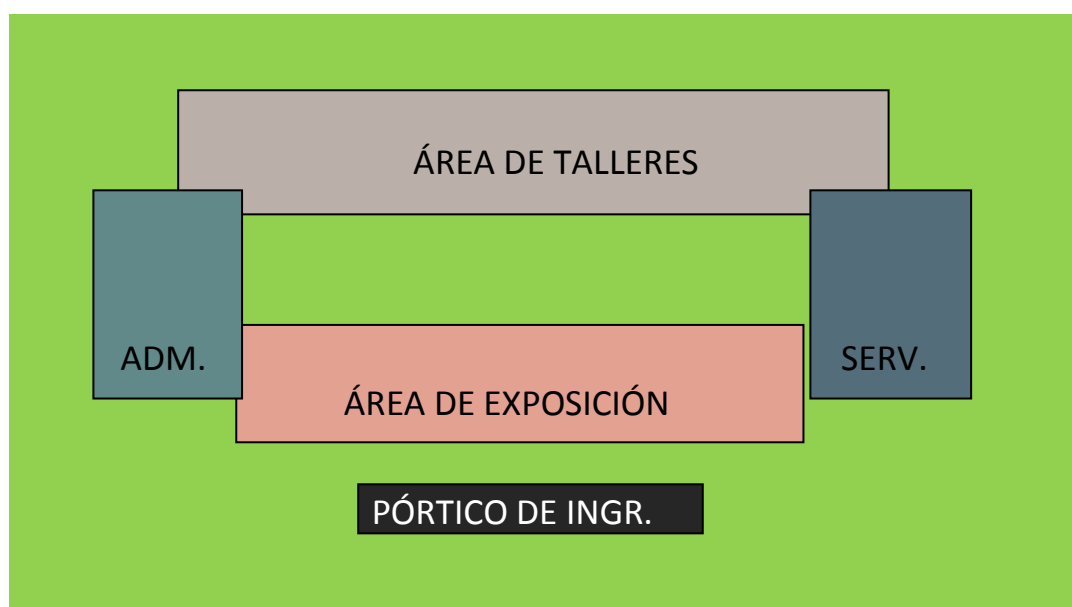 ÁREA DE TALLERES
ADM.
SERV.
ÁREA DE EXPOSICIÓN
PÓRTICO DE INGR.